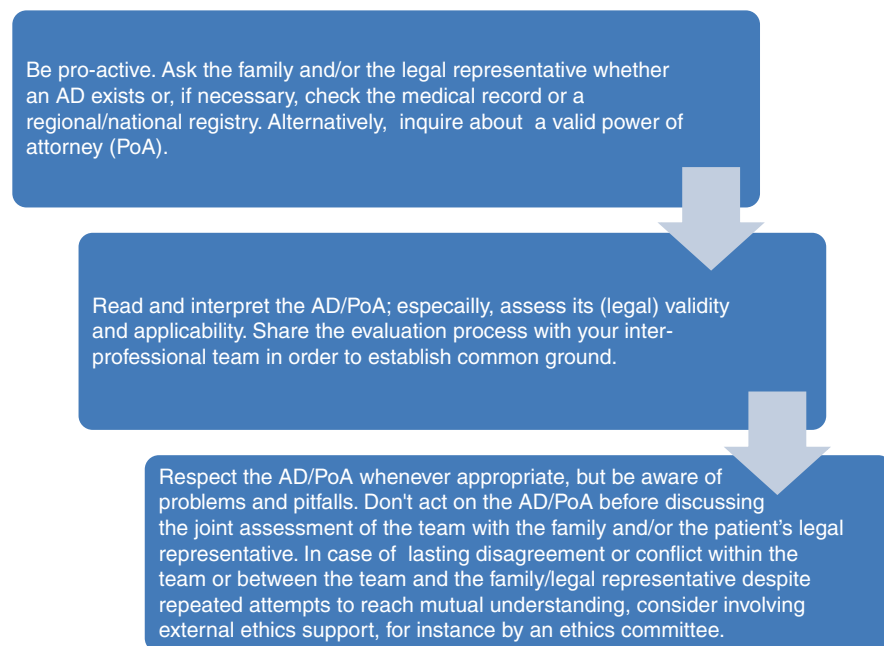 Be pro-active. Ask the family and/or the legal representative whether
an AD exists or, if necessary, check the medical record or a
regional/national registry. Alternatively, inquire about a valid power of
attorney (PoA).
Read and interpret the AD/PoA; especailly, assess its (legal) validity
and applicability. Share the evaluation process with your inter-
professional team in order to establish common ground.
Respect the AD/PoA whenever appropriate, but be aware of
problems and pitfalls. Don't act on the AD/PoA before discussing
the joint assessment of the team with the family and/or the patient’s legal
representative. In case of lasting disagreement or conflict within the
team or between the team and the family/legal representative despite
repeated attempts to reach mutual understanding, consider involving
external ethics support, for instance by an ethics committee.